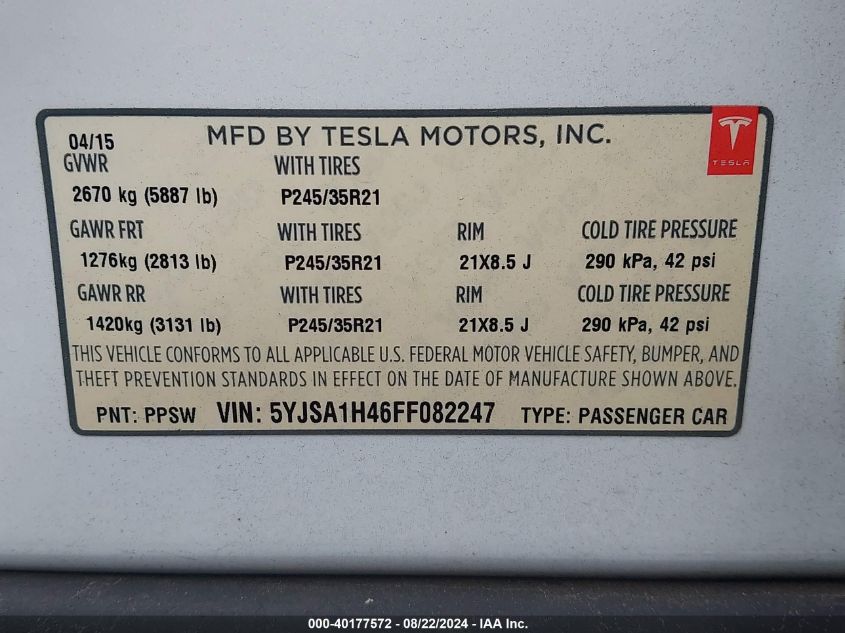 04/15 MFD BY TESLA MOTORS, INC.
TESLA
GVWR WITH TIRES
2670 kg (5887 lb) P245/35R21
GAWR FRT WITH TIRES RIM COLD TIRE PRESSURE
1276kg (2813 lb) P245/35R21 21X8.5 J 290 kPa, 42 psi
GAWR RR WITH TIRES RIM COLD TIRE PRESSURE
1420kg (3131 lb) P245/35R21 21X8.5 J 290 kPa, 42 psi
THIS VEHICLE CONFORMS TO ALL APPLICABLE U.S. FEDERAL MOTOR VEHICLE SAFETY, BUMPER, AND
THEFT PREVENTION STANDARDS IN EFFECT ON THE DATE OF MANUFACTURE SHOWN ABOVE.
PNT: PPSW VIN: 5YJSA1H46FF082247 TYPE: PASSENGER CAR
000-40177572 - 08/22/2024 - IAA Inc.